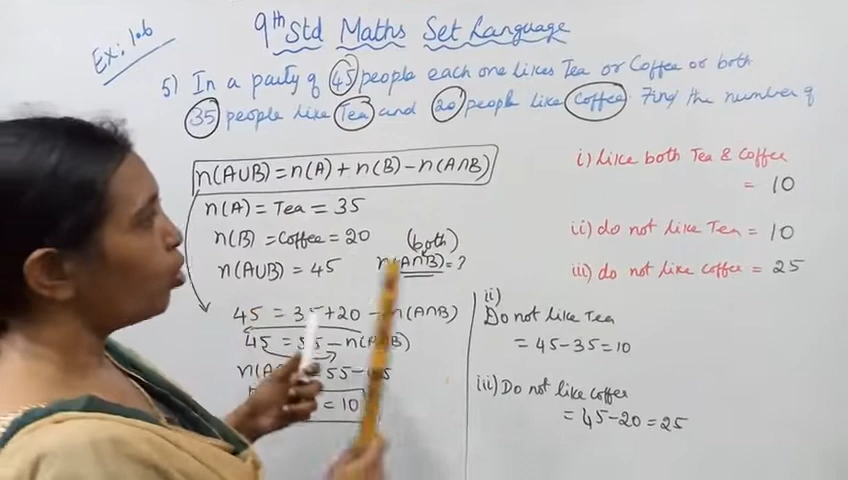 9th Std Maths Set Language
Ex: 1.6
5) In a party of 45 people each one likes Tea or Coffee or both
35 people like Tea and 20 people like Coffee. Find the number of
n(A∪B) = n(A) + n(B) - n(A∩B)
n(A) = Tea = 35
n(B) = Coffee = 20
(both)
n(A∪B) = 45 n(A∩B) = ?
45 = 35+20 - n(A∩B)
45 = 55 - n(A∩B)
= 55 - 45
= 10
i) like both Tea & Coffee
= 10
ii) do not like Tea = 10
iii) do not like coffee = 25
ii)
Do not like Tea
= 45-35=10
iii) Do not like coffee
= 45-20=25